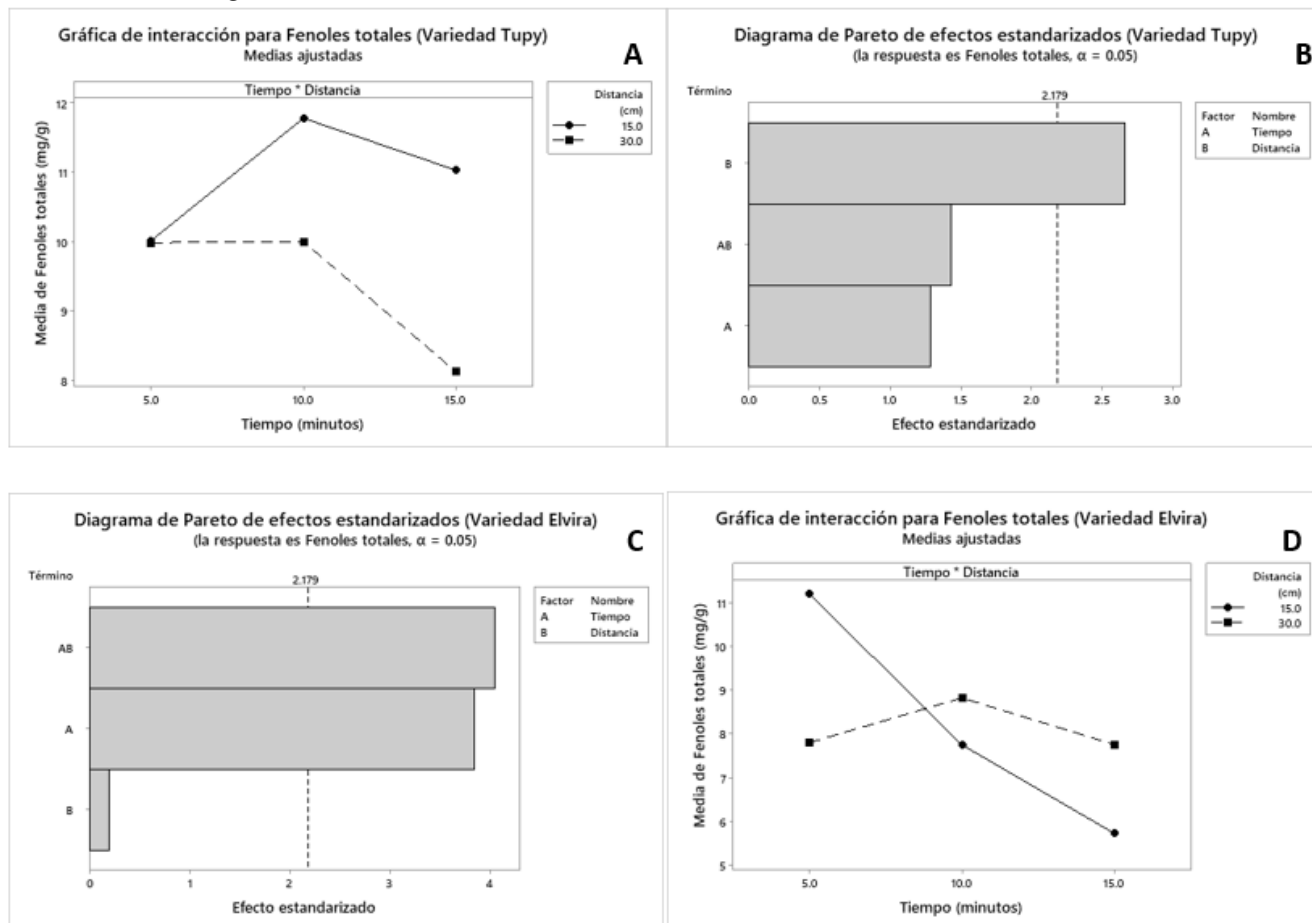 Gráfica de interacción para Fenoles totales (Variedad Tupy)
Medias ajustadas
A
Tiempo * Distancia
Distancia
(cm)
15.0
30.0
Media de Fenoles totales (mg/g)
12
11
10
9
8
5.0 10.0 15.0
Tiempo (minutos)
Diagrama de Pareto de efectos estandarizados (Variedad Tupy)
(la respuesta es Fenoles totales, α = 0.05)
B
Término
2.179
Factor Nombre
A Tiempo
B Distancia
B
AB
A
0.0 0.5 1.0 1.5 2.0 2.5 3.0
Efecto estandarizado
Diagrama de Pareto de efectos estandarizados (Variedad Elvira)
(la respuesta es Fenoles totales, α = 0.05)
C
Término
2.179
Factor Nombre
A Tiempo
B Distancia
AB
A
B
0 1 2 3 4
Efecto estandarizado
Gráfica de interacción para Fenoles totales (Variedad Elvira)
Medias ajustadas
D
Tiempo * Distancia
Distancia
(cm)
15.0
30.0
Media de Fenoles totales (mg/g)
11
10
9
8
7
6
5
5.0 10.0 15.0
Tiempo (minutos)